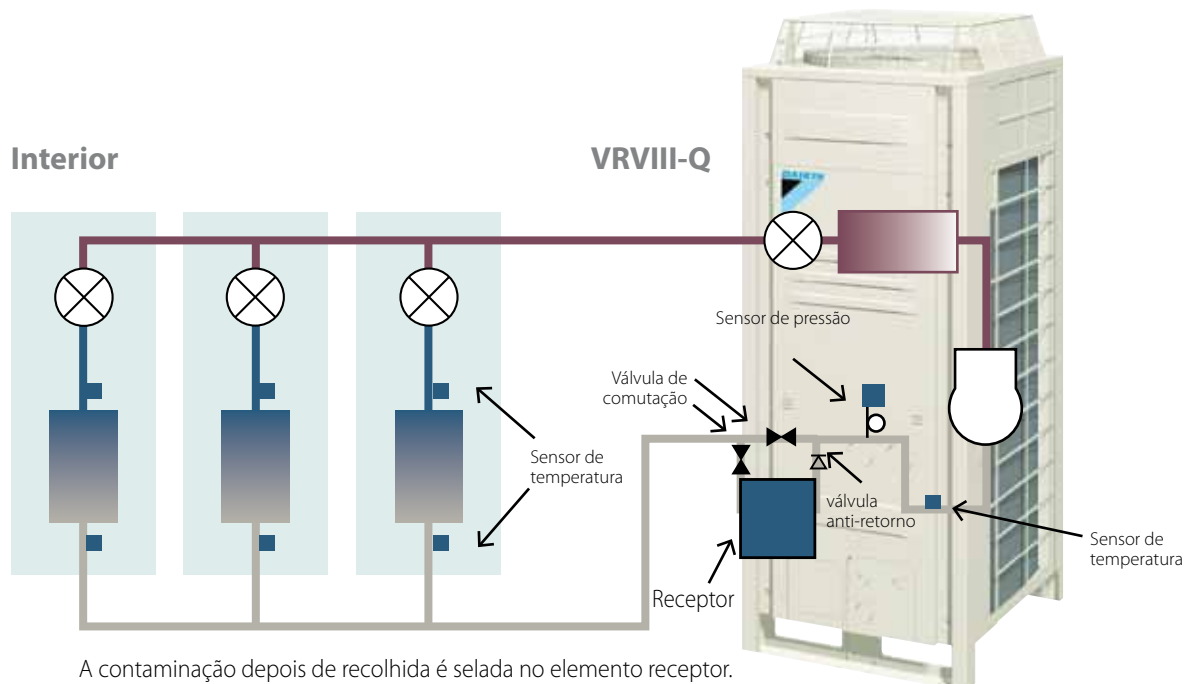 Interior
VRVIII-Q
DAIKIN
Sensor de pressão
Válvula de
comutação
Sensor de
temperatura
válvula
anti-retorno
Sensor de
temperatura
Receptor
A contaminação depois de recolhida é selada no elemento receptor.